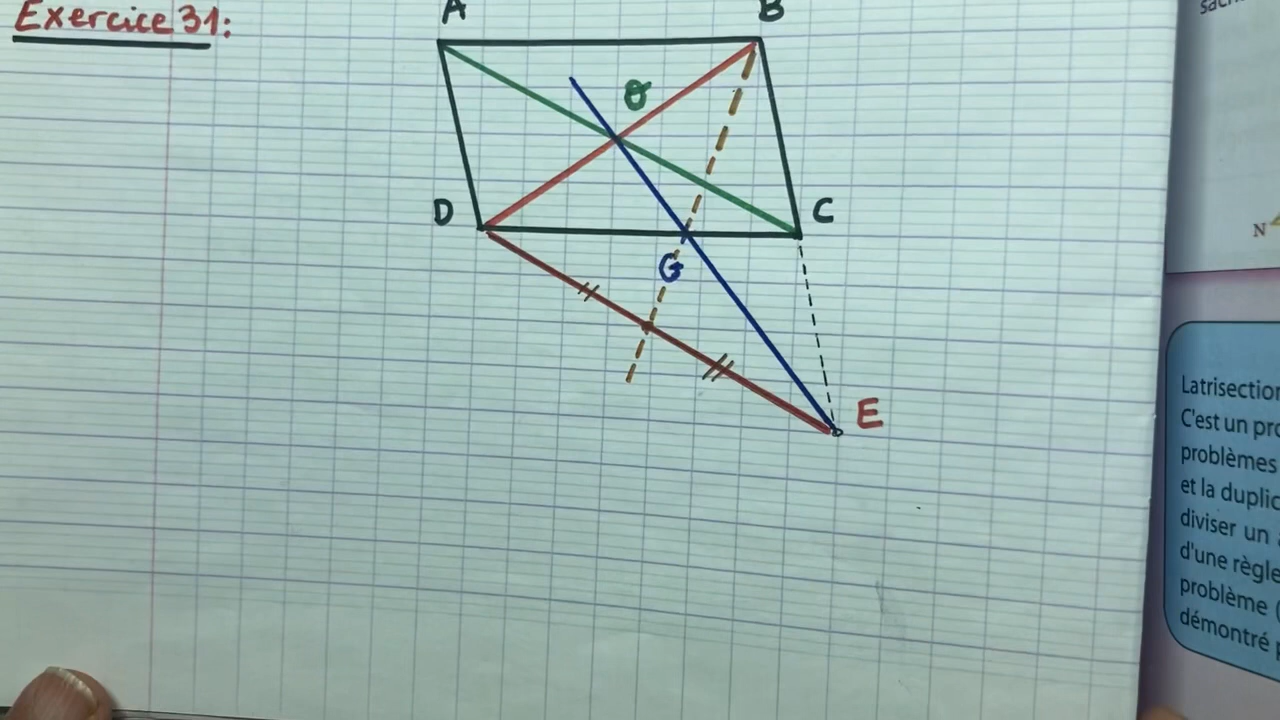 Exercice 31:
A
B
O
D
C
G
E
N
Latrisection
C'est un pro
problèmes
et la duplic
diviser un
d'une règle
problème (
démontré